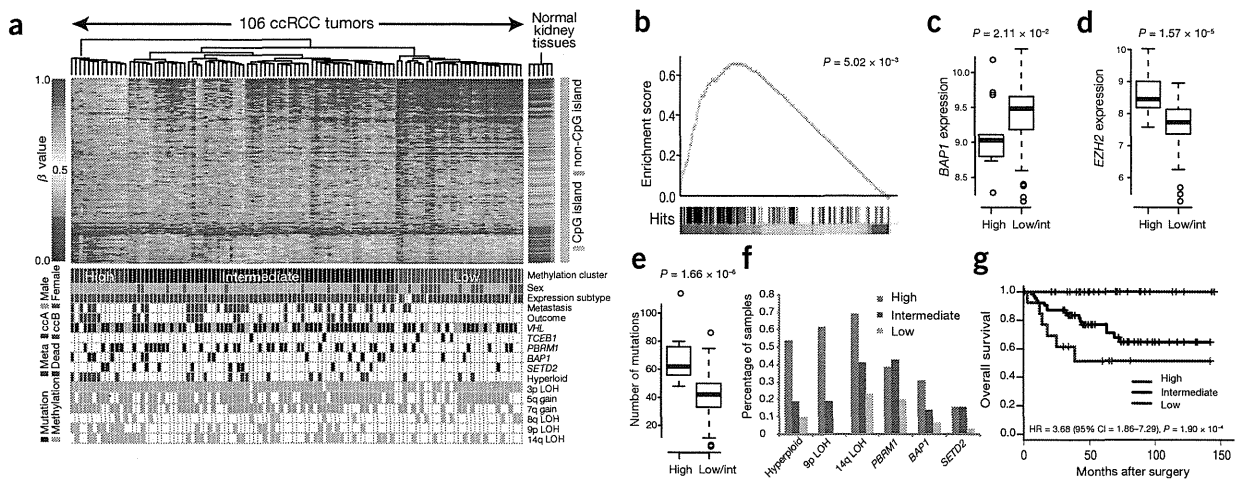 a
106 ccRCC tumors
Normal
kidney
tissues
1.0
0.5
0.0
β value
non-CpG island
CpG island
High
Intermediate
Low
Methylation cluster
Sex
Expression subtype
Metastasis
Outcome
VHL
TCEB1
PBRM1
BAP1
SETD2
Hyperloid
3p LOH
5q gain
7q gain
8q LOH
9p LOH
14q LOH
Male
Female
ccA
ccB
Meta
Dead
Mutation
Methylation
b
P = 5.02 × 10⁻³
Enrichment score
0.6
0.4
0.2
0.0
Hits
c
P = 2.11 × 10⁻²
BAP1 expression
10.0
9.5
9.0
8.5
High Low/int
d
P = 1.57 × 10⁻⁵
EZH2 expression
10
9
8
7
6
High Low/int
e
P = 1.66 × 10⁻⁶
Number of mutations
100
80
60
40
20
High Low/int
f
Percentage of samples
0.8
0.7
0.6
0.5
0.4
0.3
0.2
0.1
0
High
Intermediate
Low
Hyperploid
9p LOH
14q LOH
PBRM1
BAP1
SETD2
g
Overall survival
1.0
0.8
0.6
0.4
0.2
0.0
High
Intermediate
Low
HR = 3.68 (95% CI = 1.86–7.29), P = 1.90 × 10⁻⁴
0 50 100 150
Months after surgery